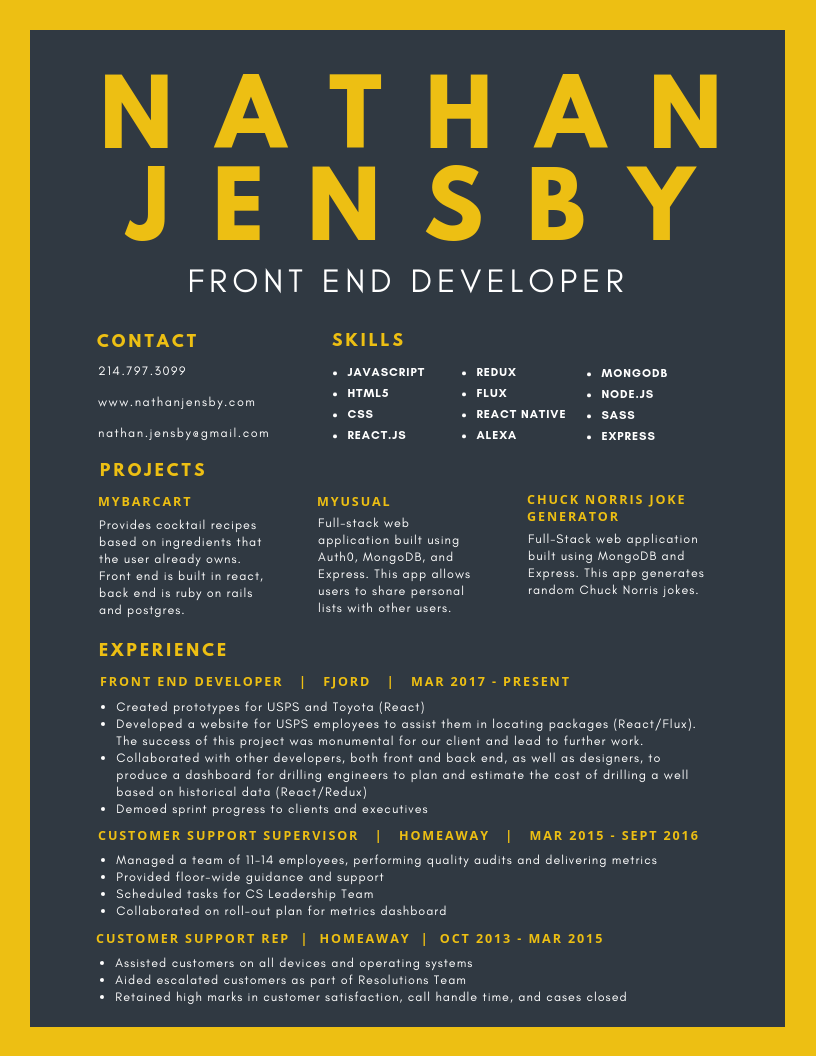 NATHAN
JENSBY
FRONT END DEVELOPER
CONTACT
214.797.3099
www.nathanjensby.com
nathan.jensby@gmail.com
SKILLS
• JAVASCRIPT
• HTML5
• CSS
• REACT.JS
• REDUX
• FLUX
• REACT NATIVE
• ALEXA
• MONGODB
• NODE.JS
• SASS
• EXPRESS
PROJECTS
MYBARCART
Provides cocktail recipes
based on ingredients that
the user already owns.
Front end is built in react,
back end is ruby on rails
and postgres.
MYUSUAL
Full-stack web
application built using
Auth0, MongoDB, and
Express. This app allows
users to share personal
lists with other users.
CHUCK NORRIS JOKE
GENERATOR
Full-Stack web application
built using MongoDB and
Express. This app generates
random Chuck Norris jokes.
EXPERIENCE
FRONT END DEVELOPER | FJORD | MAR 2017 - PRESENT
• Created prototypes for USPS and Toyota (React)
• Developed a website for USPS employees to assist them in locating packages (React/Flux).
The success of this project was monumental for our client and lead to further work.
• Collaborated with other developers, both front and back end, as well as designers, to
produce a dashboard for drilling engineers to plan and estimate the cost of drilling a well
based on historical data (React/Redux)
• Demoed sprint progress to clients and executives
CUSTOMER SUPPORT SUPERVISOR | HOMEAWAY | MAR 2015 - SEPT 2016
• Managed a team of 11-14 employees, performing quality audits and delivering metrics
• Provided floor-wide guidance and support
• Scheduled tasks for CS Leadership Team
• Collaborated on roll-out plan for metrics dashboard
CUSTOMER SUPPORT REP | HOMEAWAY | OCT 2013 - MAR 2015
• Assisted customers on all devices and operating systems
• Aided escalated customers as part of Resolutions Team
• Retained high marks in customer satisfaction, call handle time, and cases closed